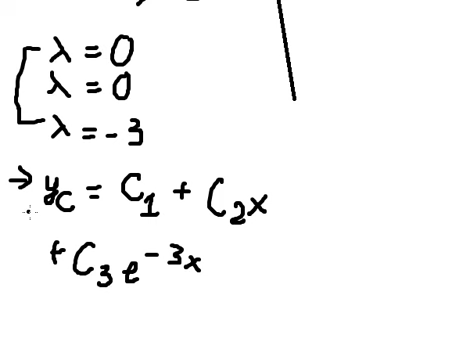 λ = 0
λ = 0
λ = -3
→ y_c = C_1 + C_2x
+ C_3 e^{-3x}